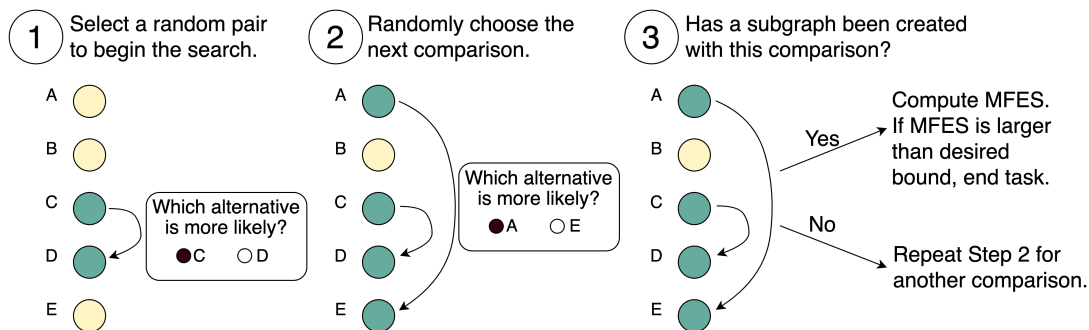 1
Select a random pair
to begin the search.
A
B
C
D
E
Which alternative
is more likely?
C D
2
Randomly choose the
next comparison.
A
B
C
D
E
Which alternative
is more likely?
A E
3
Has a subgraph been created
with this comparison?
A
B
C
D
E
Yes
Compute MFES.
If MFES is larger
than desired
bound, end task.
No
Repeat Step 2 for
another comparison.